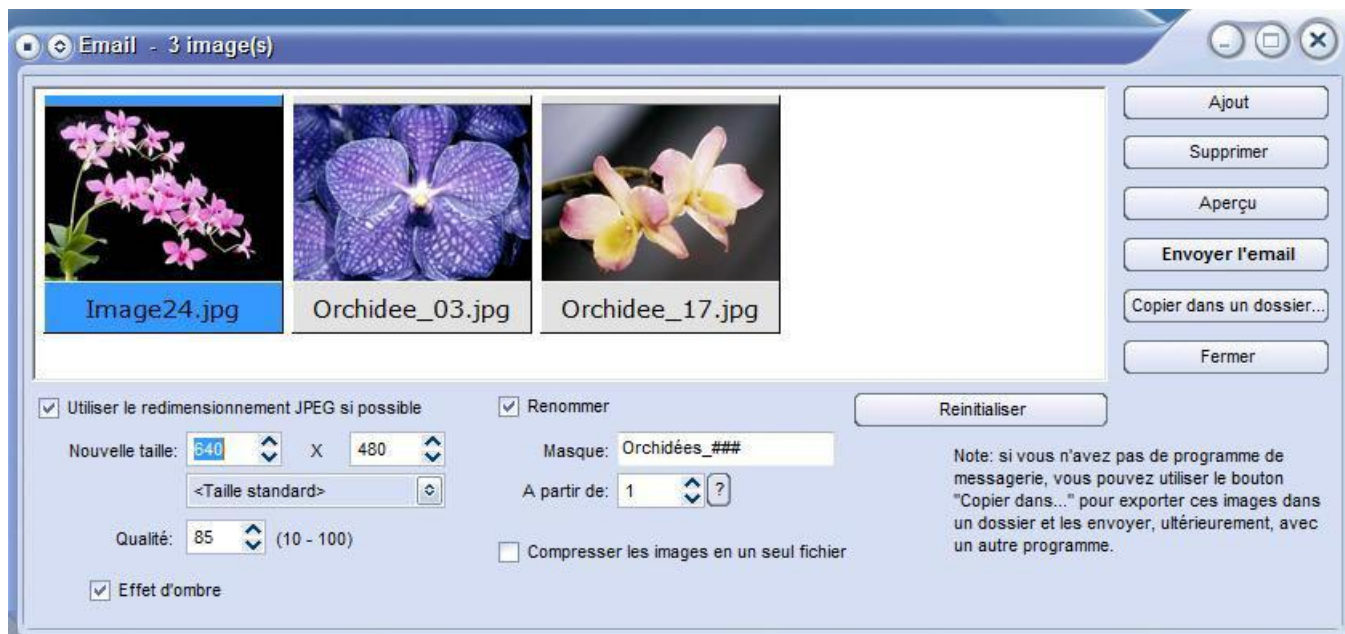 Email - 3 image(s)
Image24.jpg
Orchidee_03.jpg
Orchidee_17.jpg
Ajout
Supprimer
Aperçu
Envoyer l'email
Copier dans un dossier...
Fermer
Utiliser le redimensionnement JPEG si possible
Nouvelle taille: 640 X 480
<Taille standard>
Qualité: 85 (10 - 100)
Effet d'ombre
Renommer
Masque: Orchidées_###
A partir de: 1 ?
Compresser les images en un seul fichier
Reinitialiser
Note: si vous n'avez pas de programme de
messagerie, vous pouvez utiliser le bouton
"Copier dans..." pour exporter ces images dans
un dossier et les envoyer, ultérieurement, avec
un autre programme.